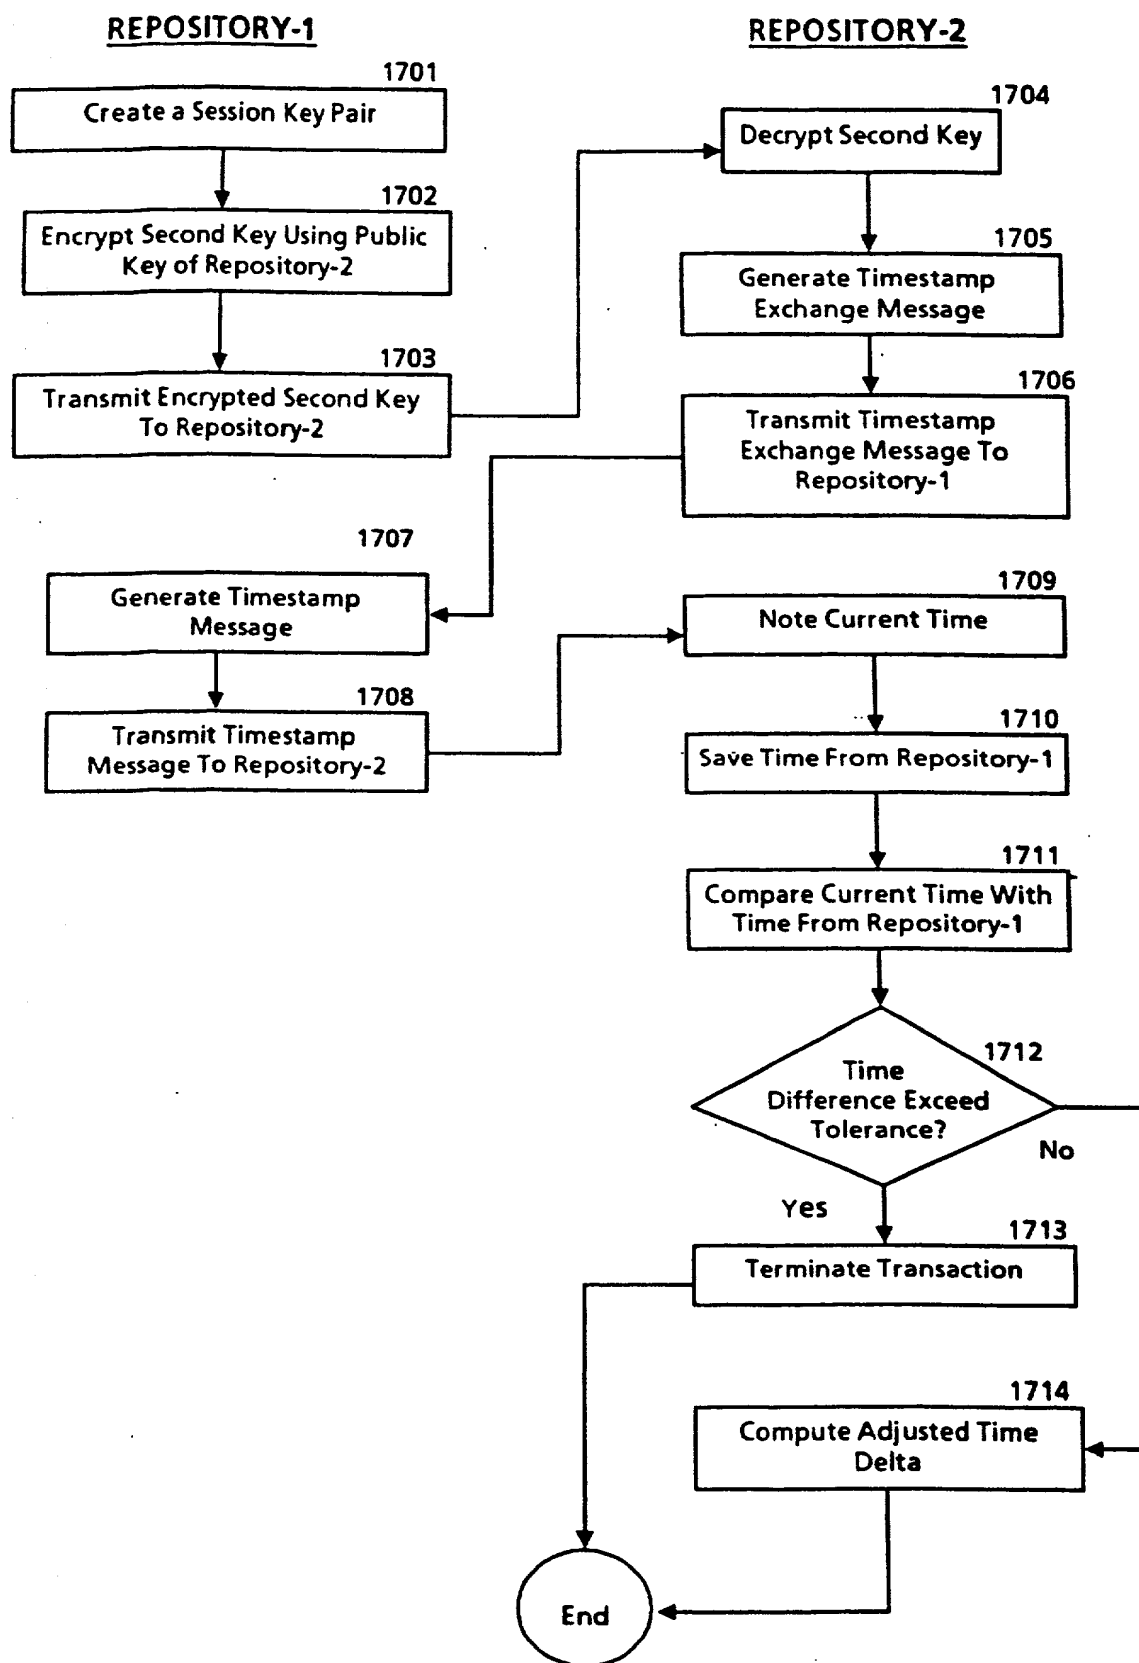 REPOSITORY-1
REPOSITORY-2
1701
Create a Session Key Pair
1702
Encrypt Second Key Using Public
Key of Repository-2
1703
Transmit Encrypted Second Key
To Repository-2
1704
Decrypt Second Key
1705
Generate Timestamp
Exchange Message
1706
Transmit Timestamp
Exchange Message To
Repository-1
1707
Generate Timestamp
Message
1708
Transmit Timestamp
Message To Repository-2
1709
Note Current Time
1710
Save Time From Repository-1
1711
Compare Current Time With
Time From Repository-1
1712
Time
Difference Exceed
Tolerance?
No
Yes
1713
Terminate Transaction
1714
Compute Adjusted Time
Delta
End